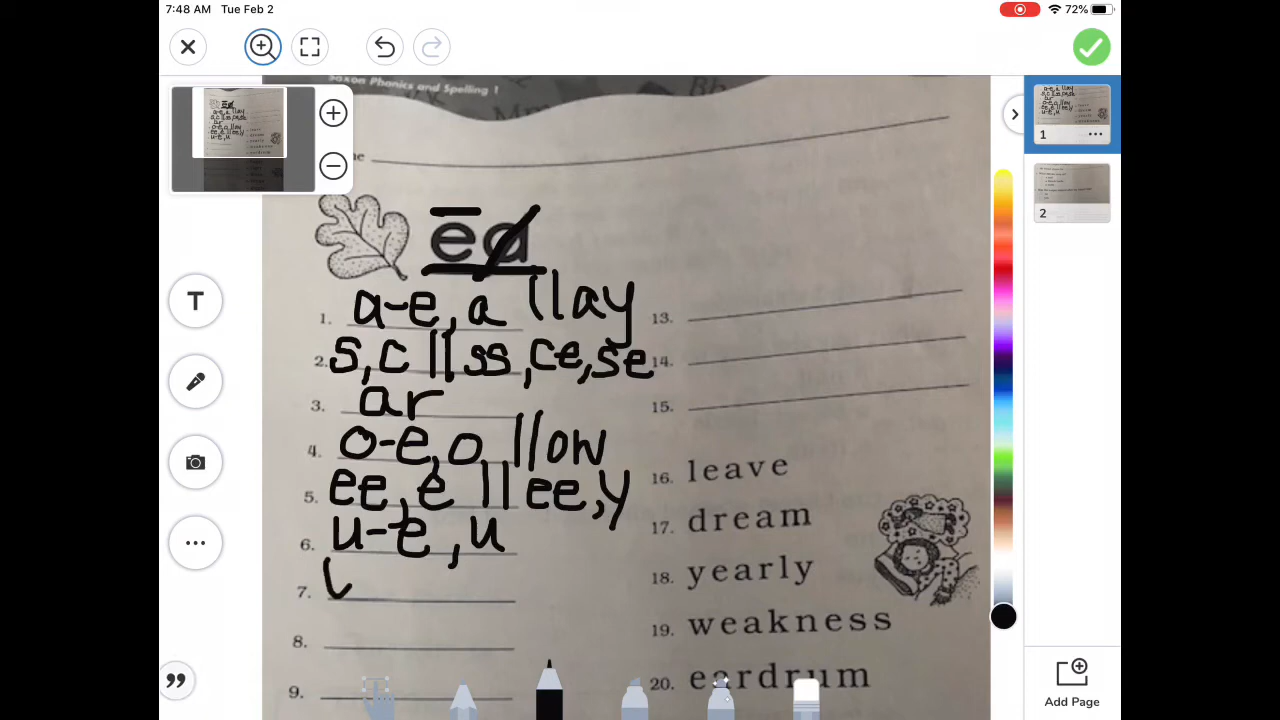 7:48 AM Tue Feb 2
72%
Saxon Phonics and Spelling 1
ea
1. a-e, a || ay
2. s, c || ss, ce, se
3. ar
4. o-e, o || ow
5. ee, e || ee, y
6. u-e, u
7.
8.
9.
13.
14.
15.
16. leave
17. dream
18. yearly
19. weakness
20. eardrum
T
1
2
Add Page